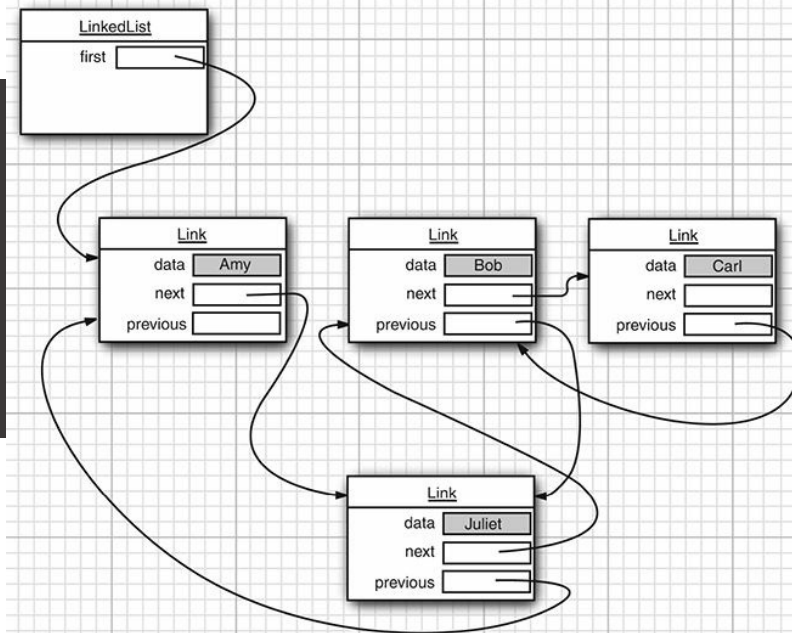 LinkedList
first
Link
data Amy
next
previous
Link
data Bob
next
previous
Link
data Carl
next
previous
Link
data Juliet
next
previous